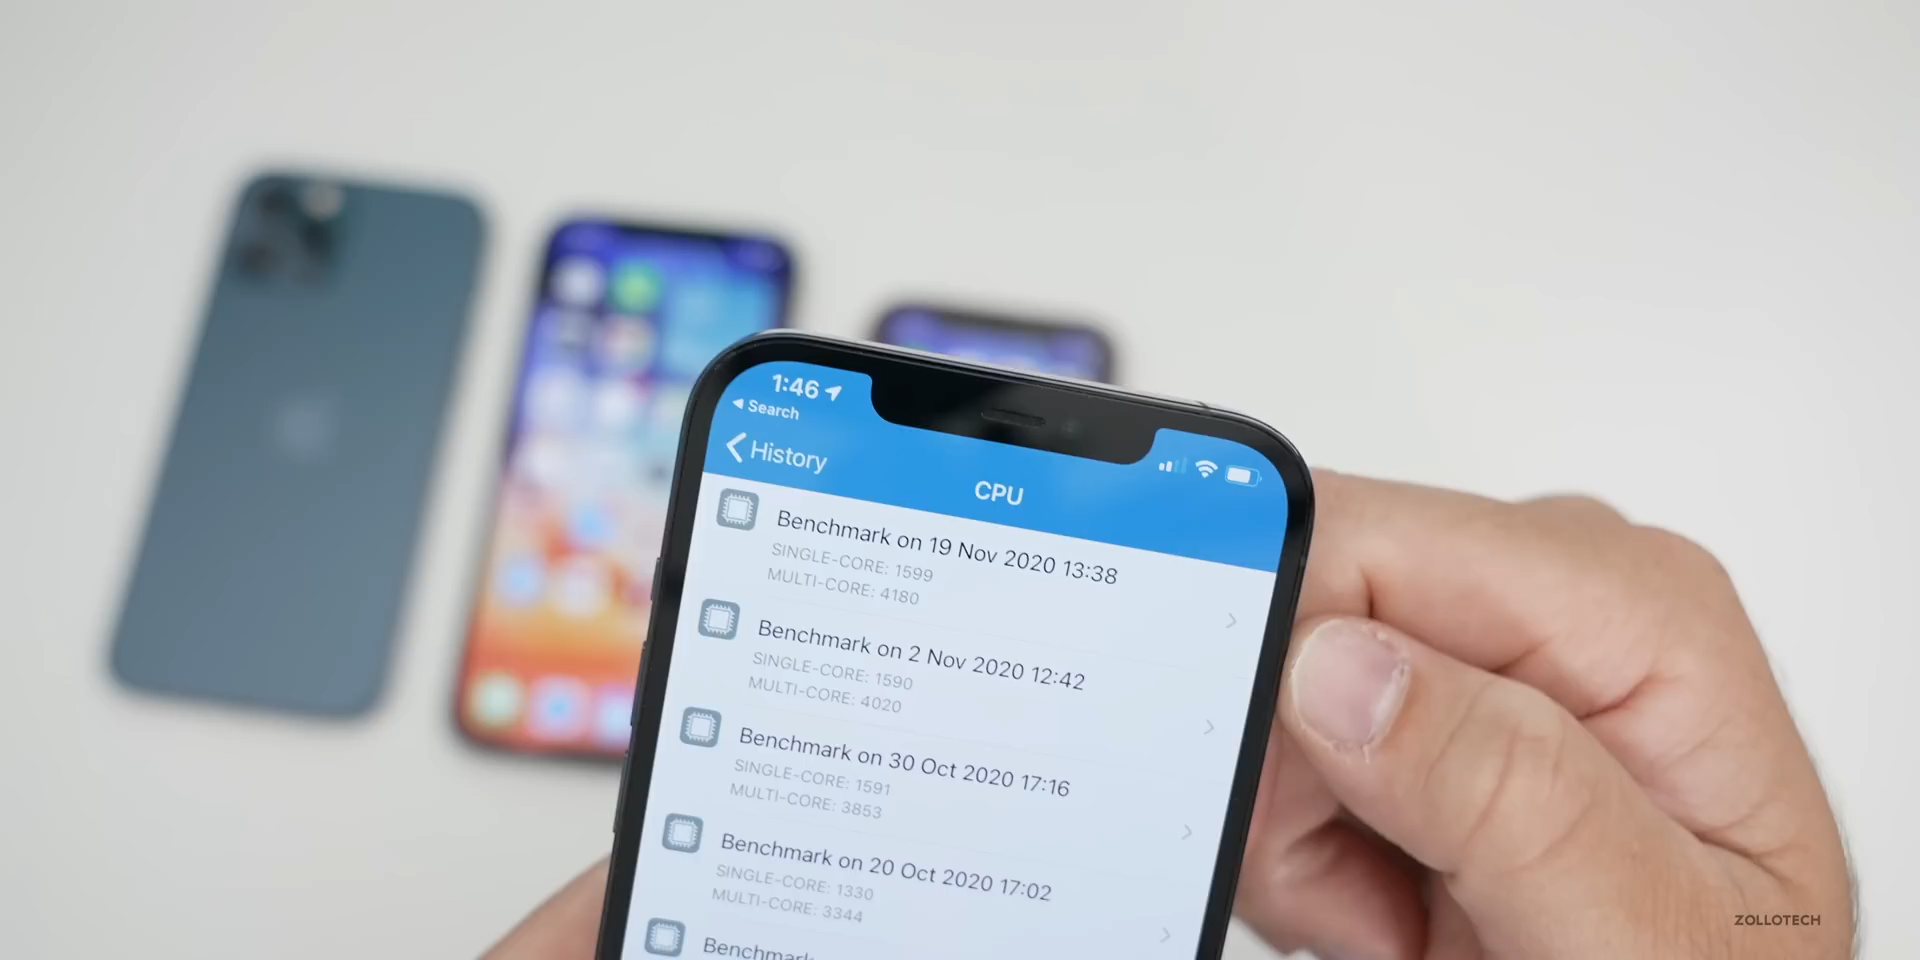 1:46
Search
History
CPU
Benchmark on 19 Nov 2020 13:38
SINGLE-CORE: 1599
MULTI-CORE: 4180
Benchmark on 2 Nov 2020 12:42
SINGLE-CORE: 1590
MULTI-CORE: 4020
Benchmark on 30 Oct 2020 17:16
SINGLE-CORE: 1591
MULTI-CORE: 3853
Benchmark on 20 Oct 2020 17:02
SINGLE-CORE: 1330
MULTI-CORE: 3344
ZOLLOTECH